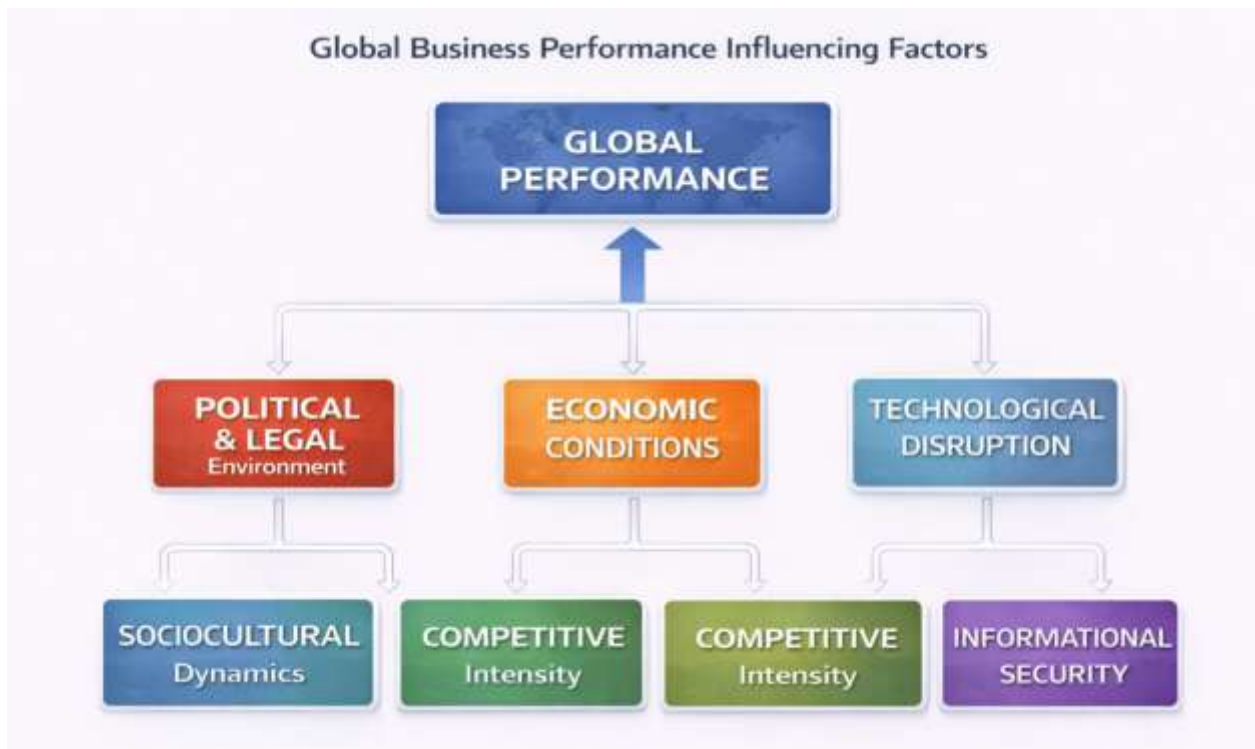 Global Business Performance Influencing Factors
GLOBAL
PERFORMANCE
POLITICAL
& LEGAL
Environment
ECONOMIC
CONDITIONS
TECHNOLOGICAL
DISRUPTION
SOCIOCULTURAL
Dynamics
COMPETITIVE
Intensity
COMPETITIVE
Intensity
INFORMATIONAL
SECURITY